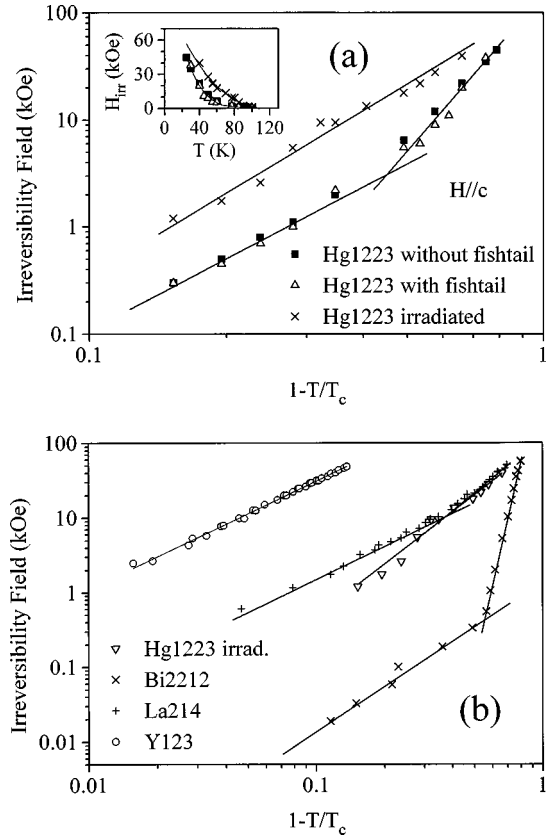 60
40
20
0
H_irr (kOe)
0 40 80 120
T (K)
(a)
100
10
1
0.1
Irreversibility Field (kOe)
H//c
Hg1223 without fishtail
Hg1223 with fishtail
Hg1223 irradiated
0.1 1
1-T/T_c
100
10
1
0.1
0.01
Irreversibility Field (kOe)
Hg1223 irrad.
Bi2212
La214
Y123
(b)
0.01 0.1 1
1-T/T_c